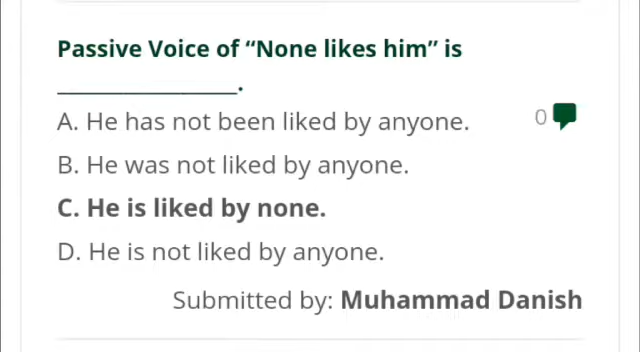 Passive Voice of “None likes him” is
_______________.
A. He has not been liked by anyone.
0
B. He was not liked by anyone.
C. He is liked by none.
D. He is not liked by anyone.
Submitted by: Muhammad Danish